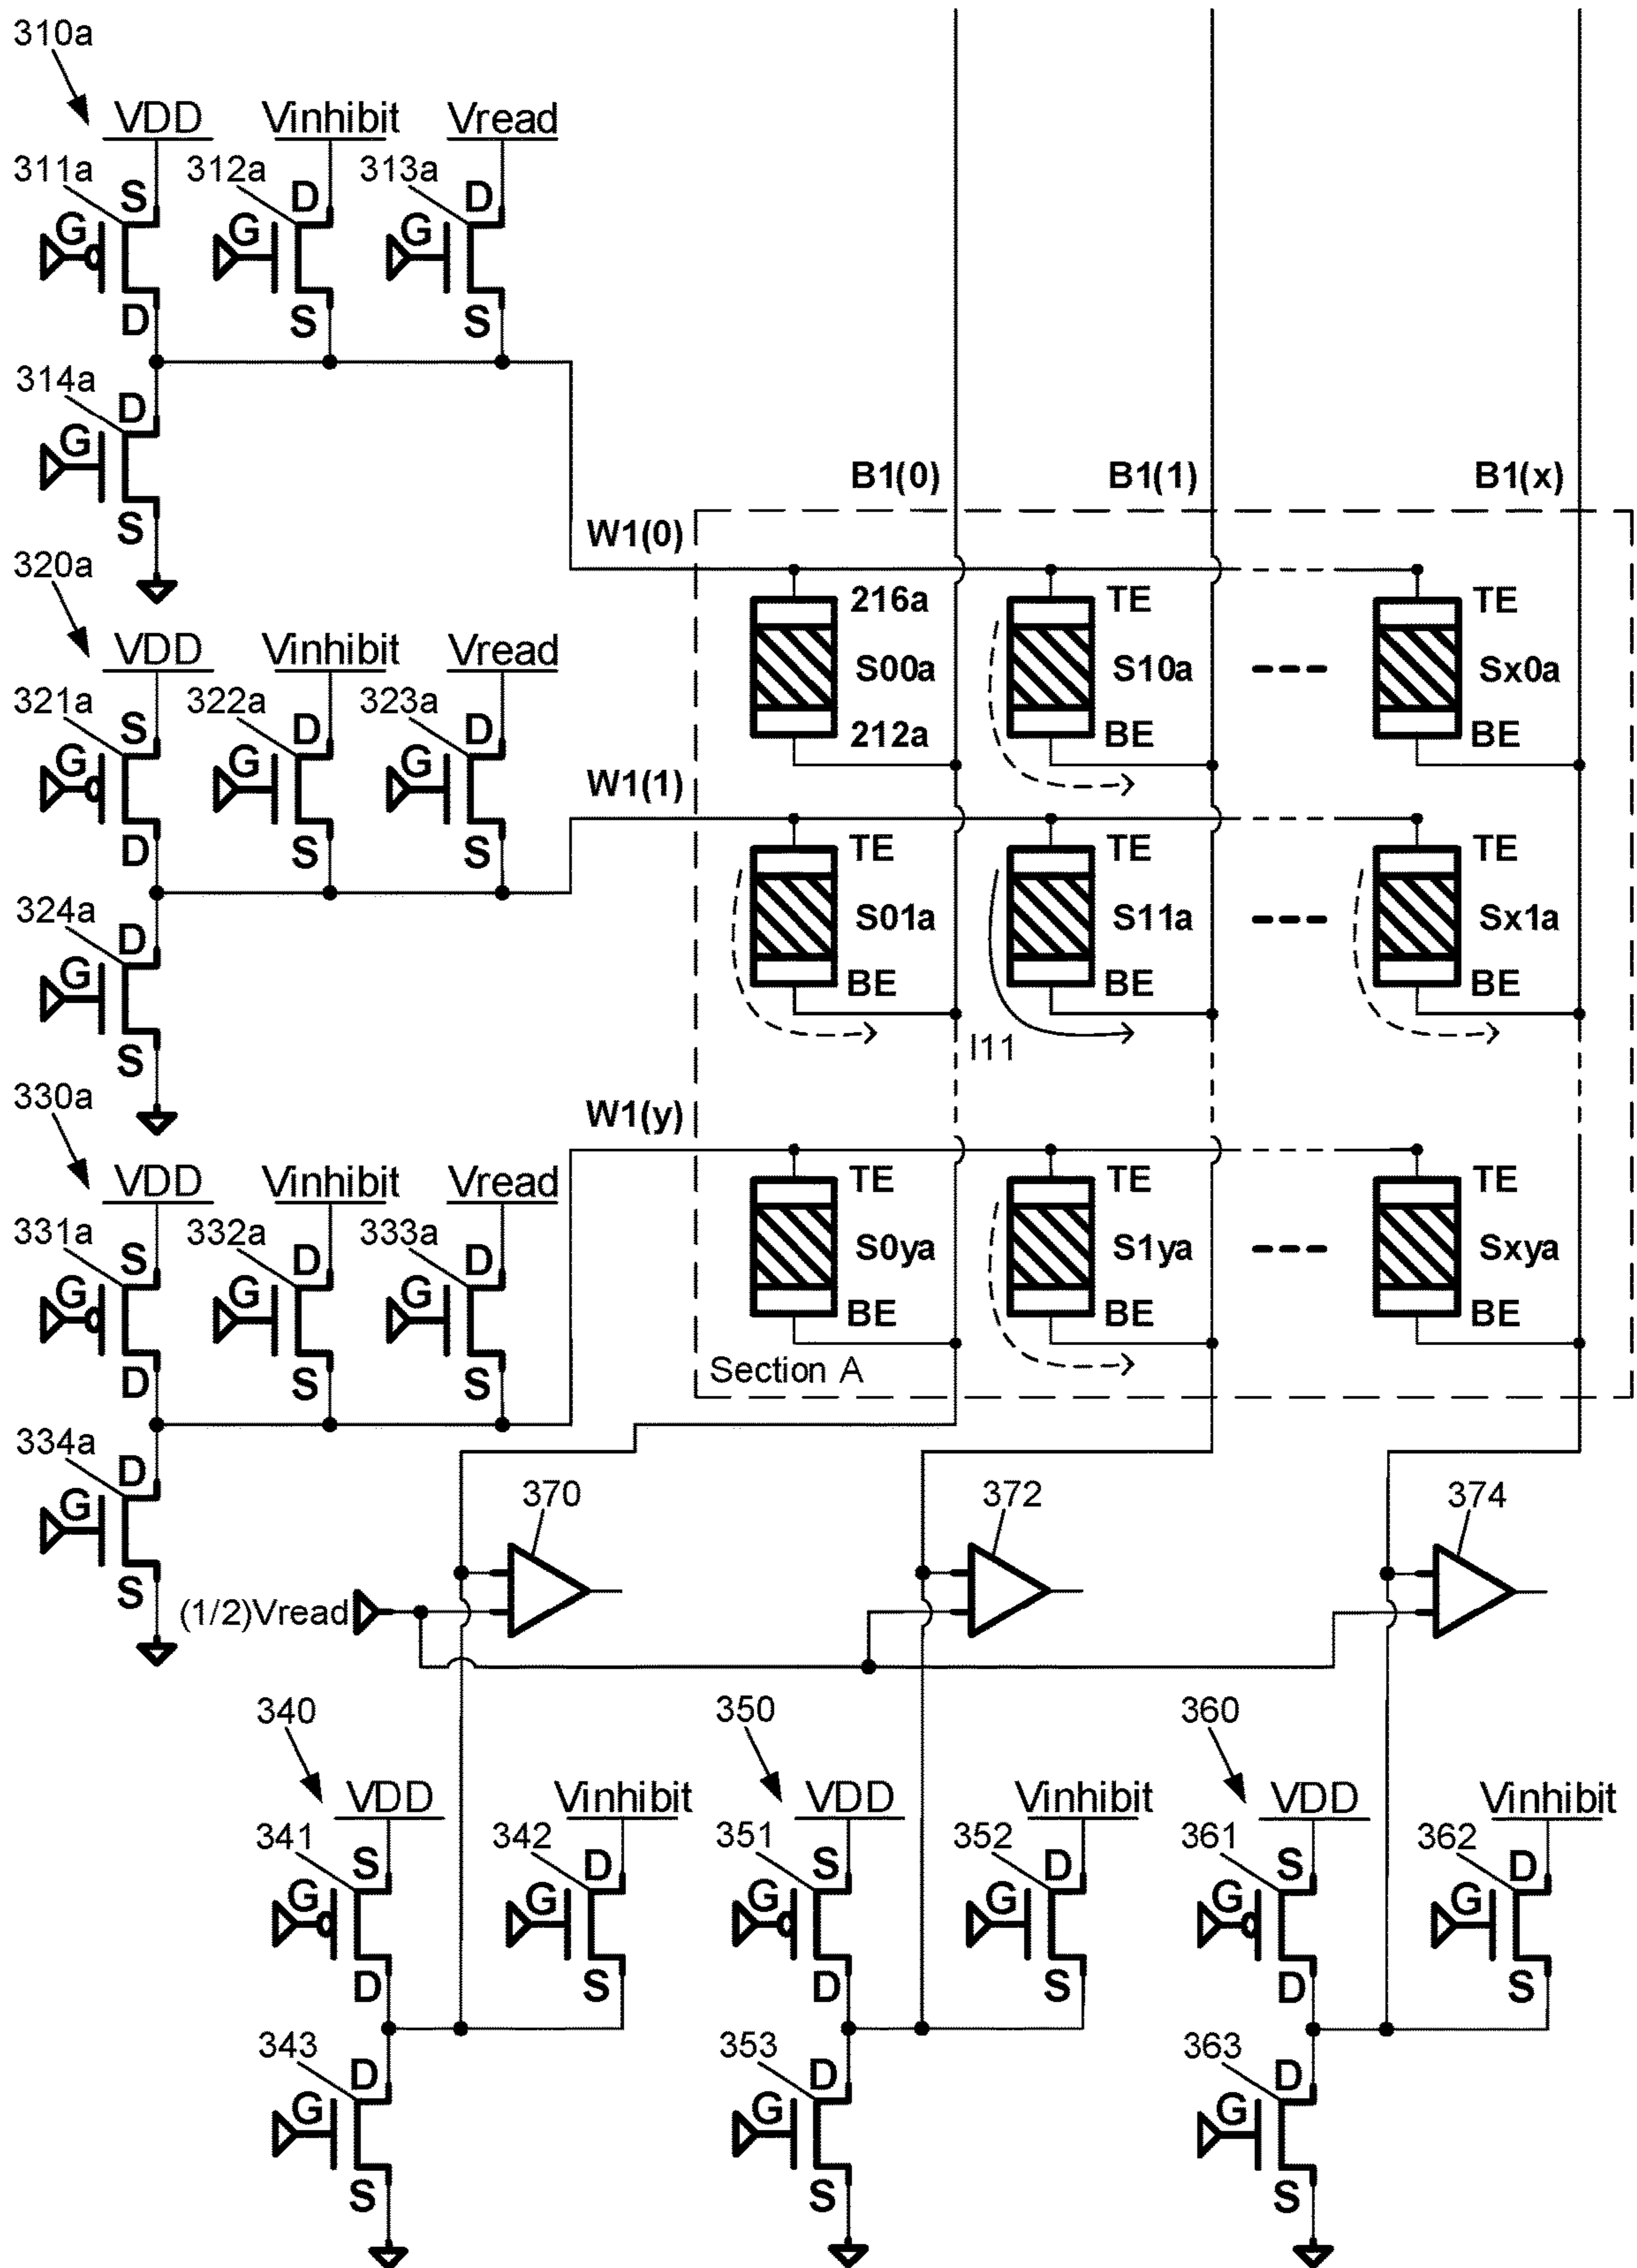 310a
VDD Vinhibit Vread
311a S 312a D 313a D
G G G
D S S
314a D
G
S
B1(0) B1(1) B1(x)
W1(0)
320a
216a TE TE
S00a S10a Sx0a
212a BE BE
VDD Vinhibit Vread
321a S 322a D 323a D
G G G
D S S
W1(1)
TE TE TE
S01a S11a Sx1a
BE BE BE
I11
324a D
G
S
330a
W1(y)
TE TE TE
S0ya S1ya Sxya
BE BE BE
Section A
VDD Vinhibit Vread
331a S 332a D 333a D
G G G
D S S
334a D
G
S
370 372 374
(1/2)Vread
340 350 360
VDD Vinhibit VDD Vinhibit VDD Vinhibit
341 S 342 D 351 S 352 D 361 S 362 D
G G G G G G
D S D S D S
343 D 353 D 363 D
G G G
S S S